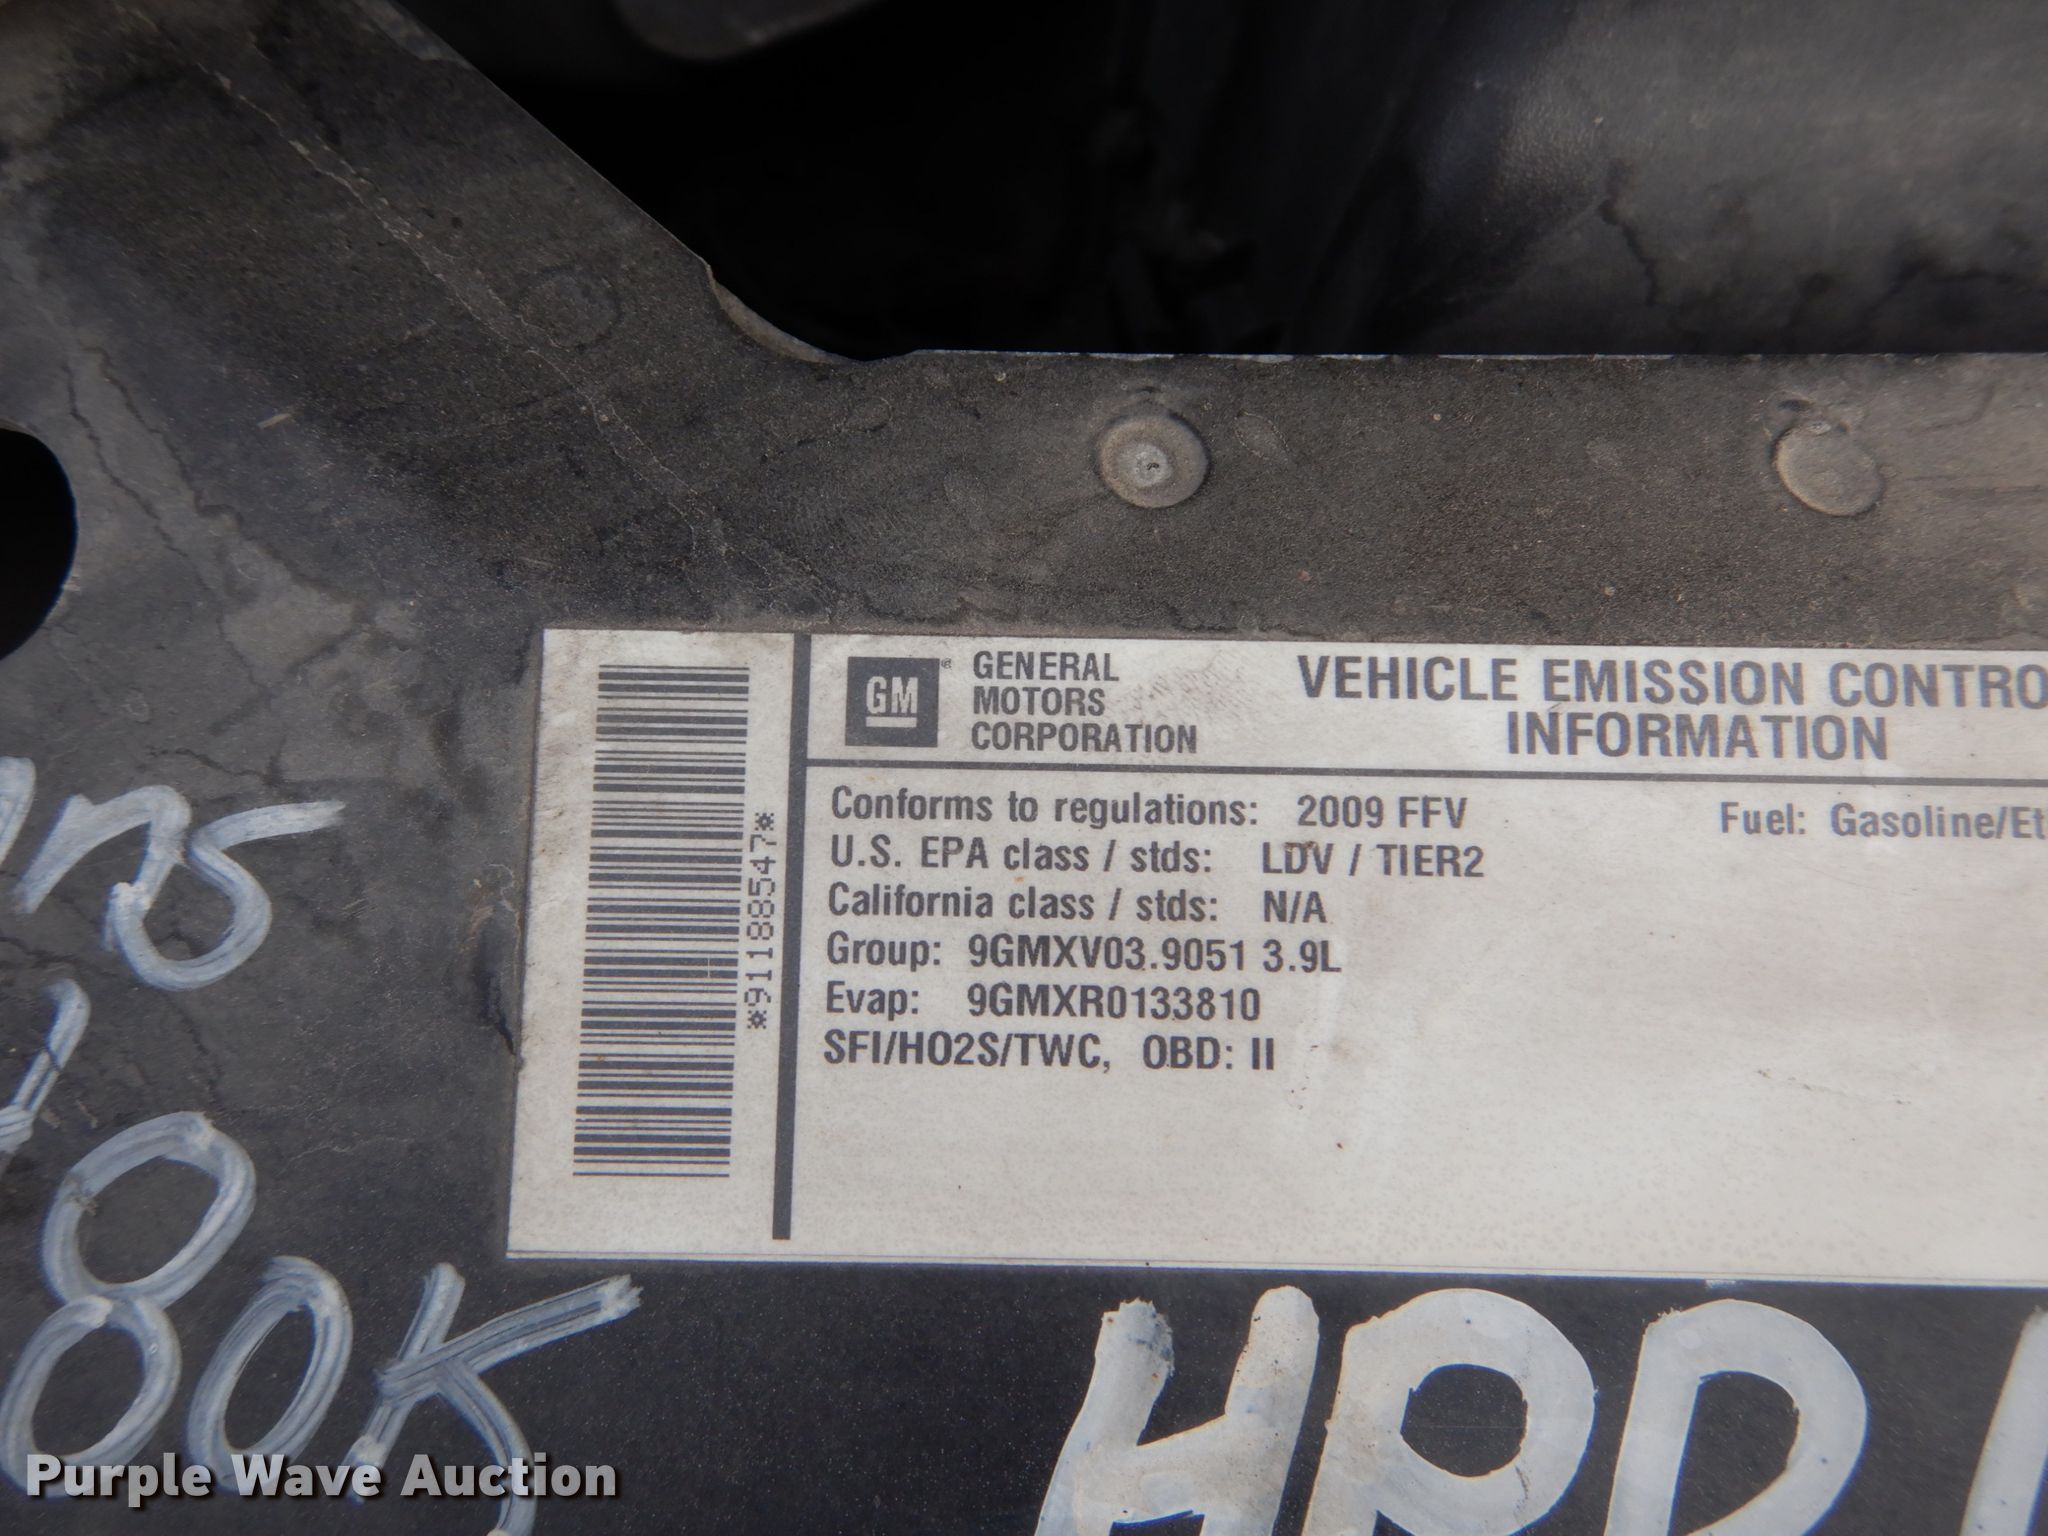 GM
®
GENERAL
MOTORS
CORPORATION
VEHICLE EMISSION CONTRO
INFORMATION
Conforms to regulations: 2009 FFV
Fuel: Gasoline/Et
U.S. EPA class / stds: LDV / TIER2
California class / stds: N/A
Group: 9GMXV03.9051 3.9L
Evap: 9GMXR0133810
SFI/HO2S/TWC, OBD: II
*91188547*
80K
HPD
Purple Wave Auction